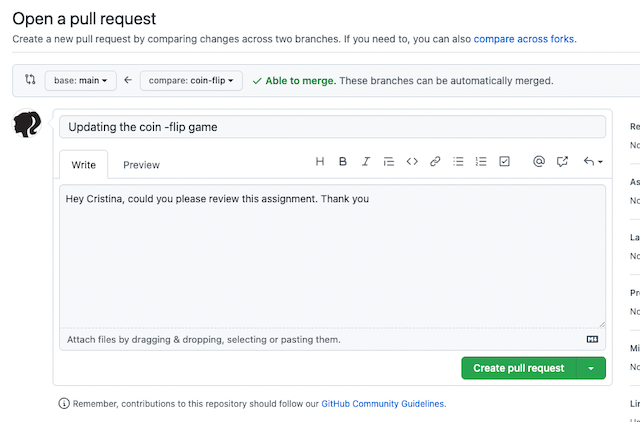 Open a pull request
Create a new pull request by comparing changes across two branches. If you need to, you can also compare across forks.
base: main
compare: coin-flip
Able to merge. These branches can be automatically merged.
Updating the coin -flip game
Write Preview
Hey Cristina, could you please review this assignment. Thank you
Attach files by dragging & dropping, selecting or pasting them.
Create pull request
Remember, contributions to this repository should follow our GitHub Community Guidelines.
Re
No
As
No
La
No
Pr
No
Mi
No
Lin